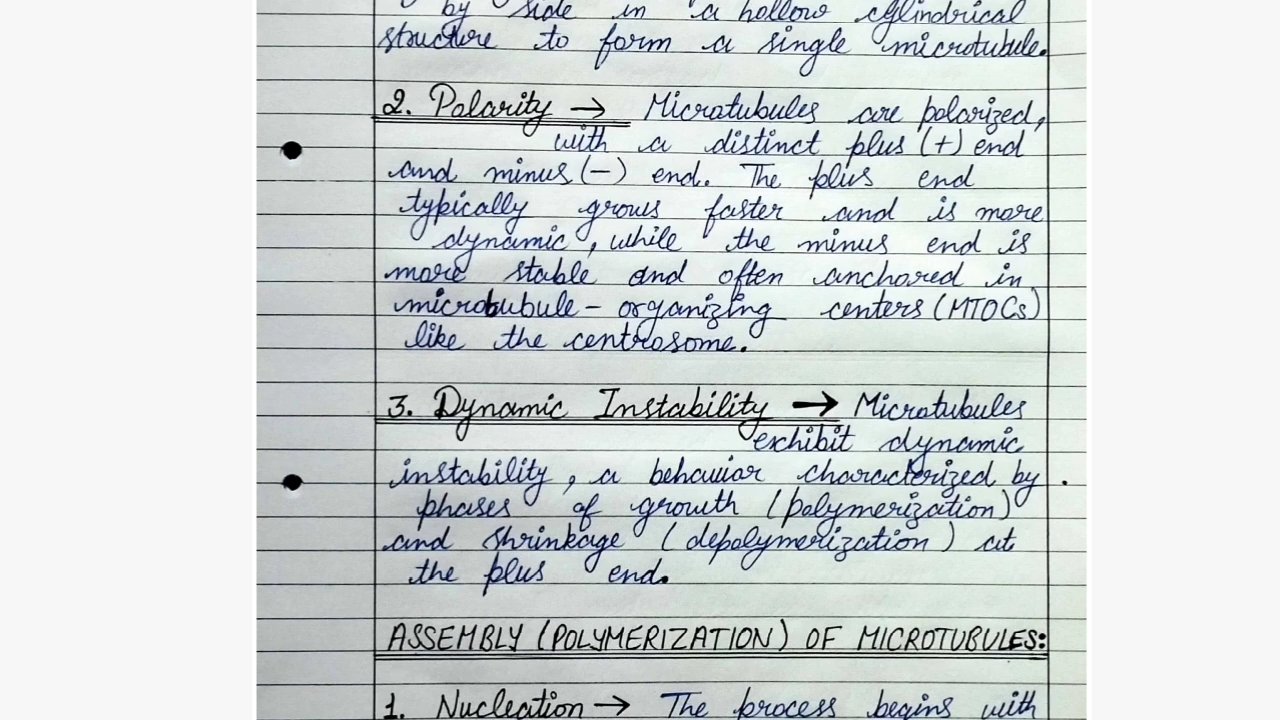 by side in a hollow cylindrical
structure to form a single microtubule.
2. Polarity → Microtubules are polarized,
with a distinct plus (+) end
and minus (-) end. The plus end
typically grows faster and is more
dynamic, while the minus end is
more stable and often anchored in
microbubule - organizing centers (MTOCs)
like the centrosome.
3. Dynamic Instability → Microtubules
exhibit dynamic
instability, a behavior characterized by
phases of growth (polymerization)
and shrinkage (depolymerization) at
the plus end.
ASSEMBLY (POLYMERIZATION) OF MICROTUBULES:
1. Nucleation → The process begins with